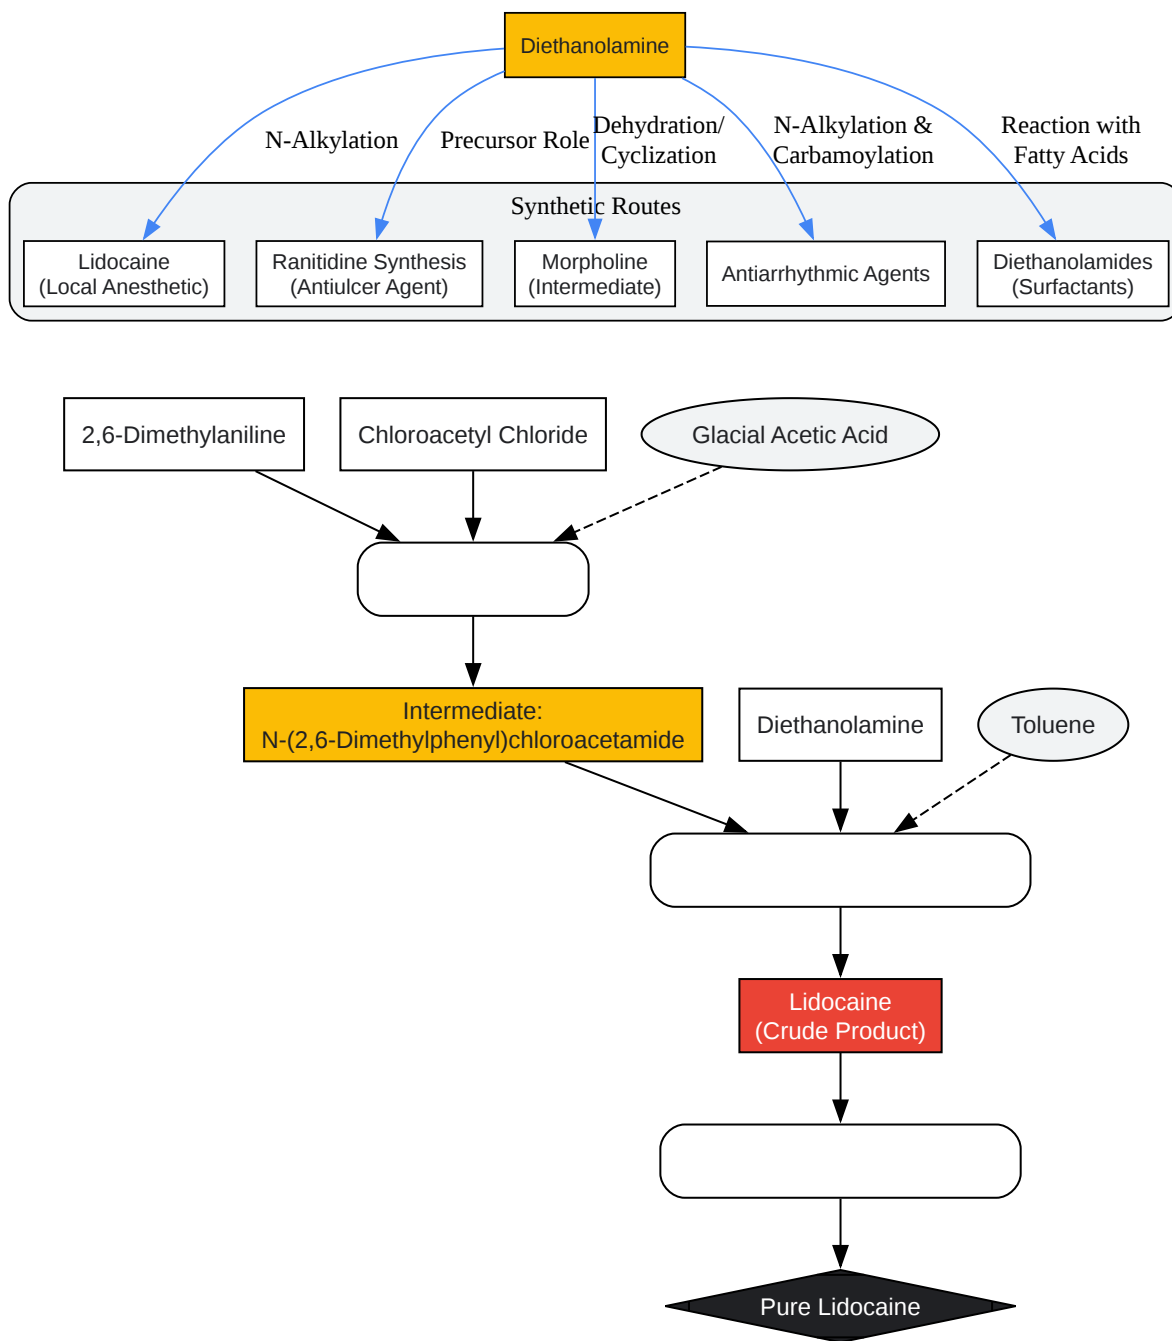 Diethanolamine
N-Alkylation
Precursor Role
Dehydration/
Cyclization
N-Alkylation &
Carbamoylation
Reaction with
Fatty Acids
Synthetic Routes
Lidocaine
(Local Anesthetic)
Ranitidine Synthesis
(Antiulcer Agent)
Morpholine
(Intermediate)
Antiarrhythmic Agents
Diethanolamides
(Surfactants)
2,6-Dimethylaniline
Chloroacetyl Chloride
Glacial Acetic Acid
Intermediate:
N-(2,6-Dimethylphenyl)chloroacetamide
Diethanolamine
Toluene
Lidocaine
(Crude Product)
Pure Lidocaine